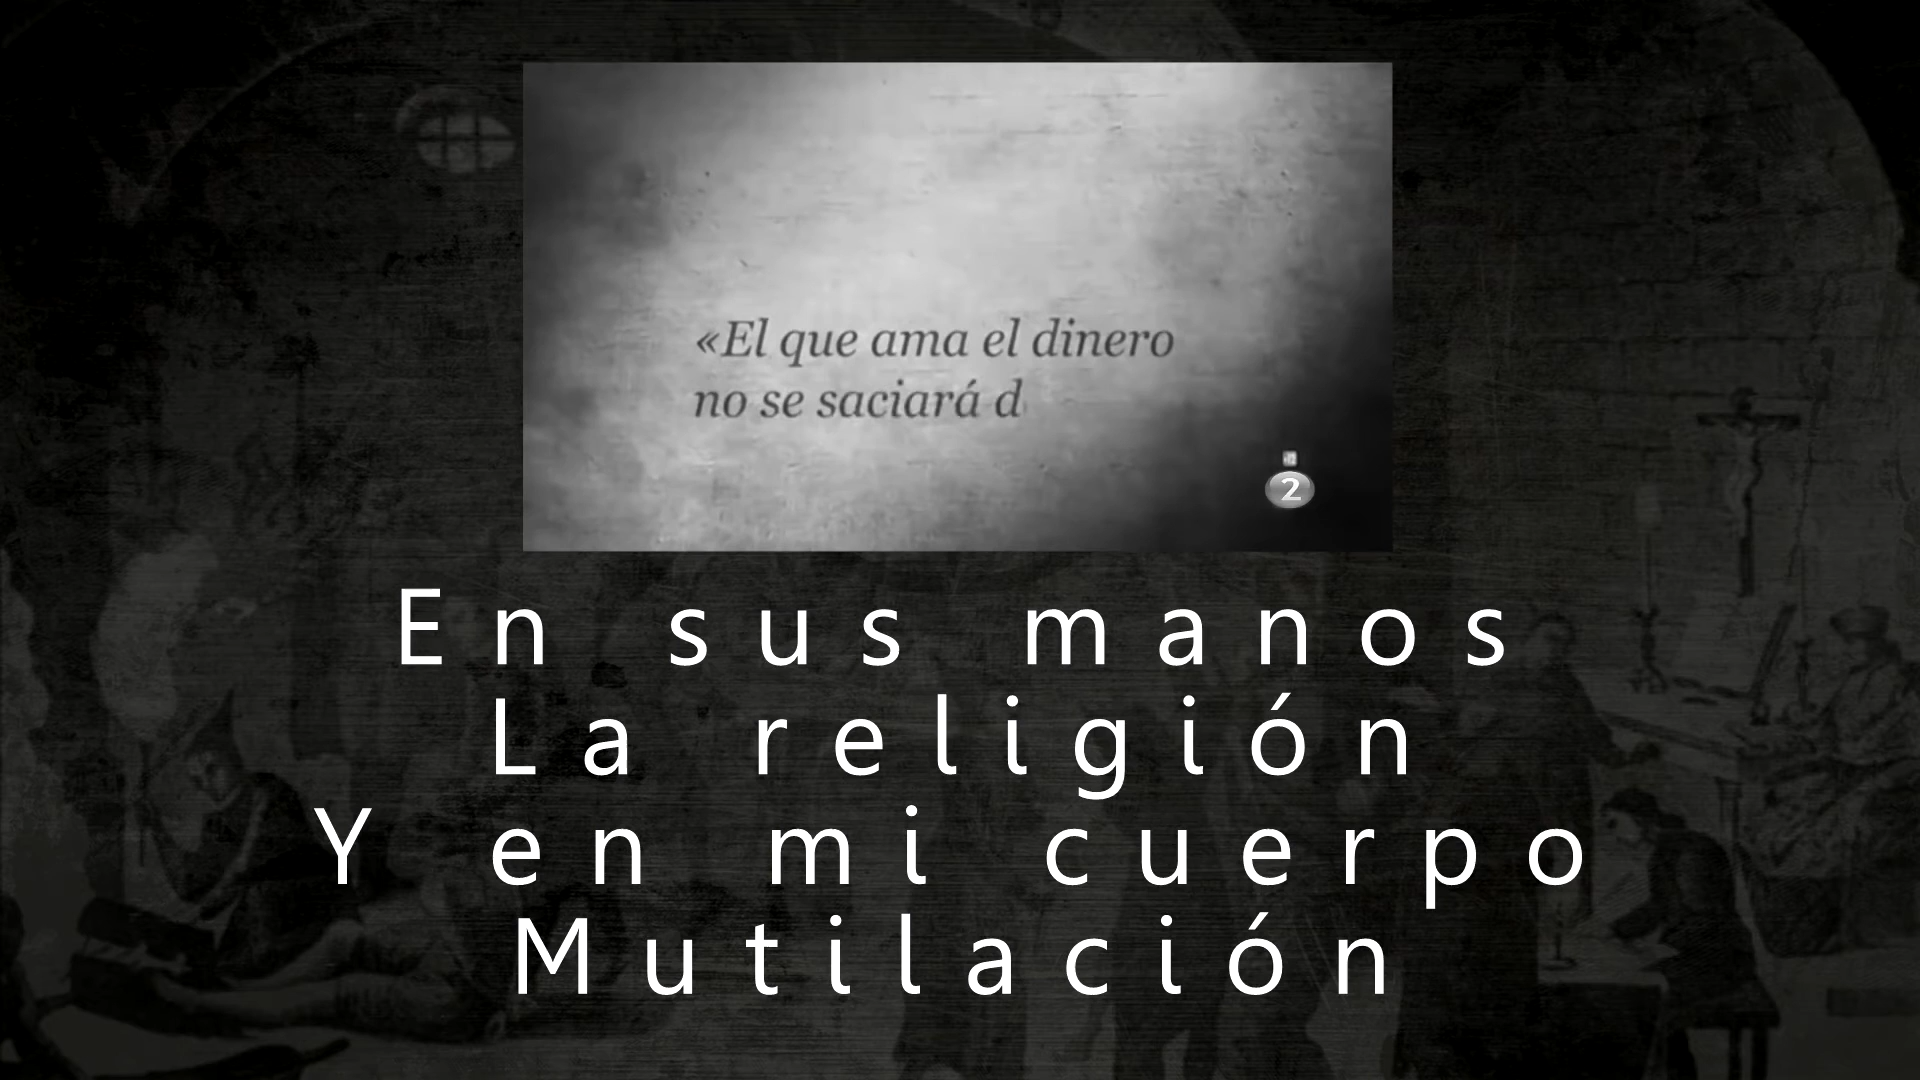 «El que ama el dinero
no se saciará d
2
En sus manos
La religión
Y en mi cuerpo
Mutilación